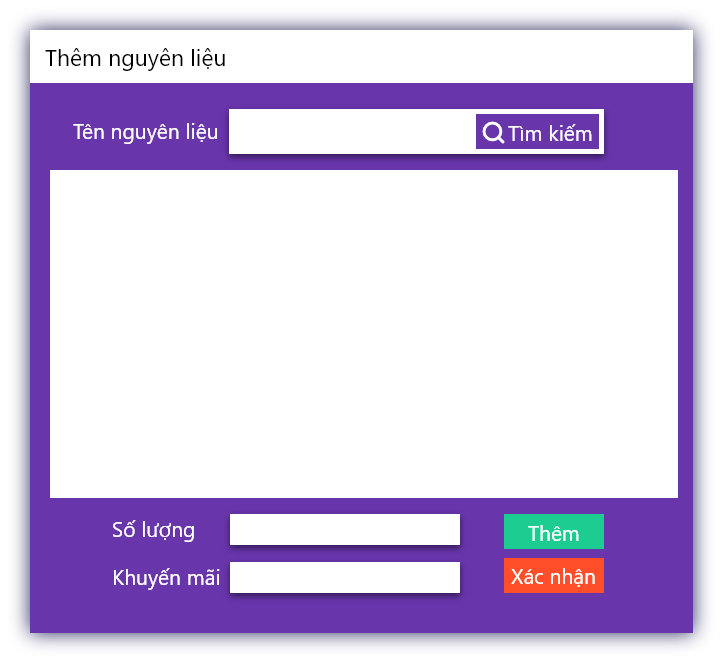 Thêm nguyên liệu
Tên nguyên liệu
Tìm kiếm
Số lượng
Thêm
Khuyến mãi
Xác nhận